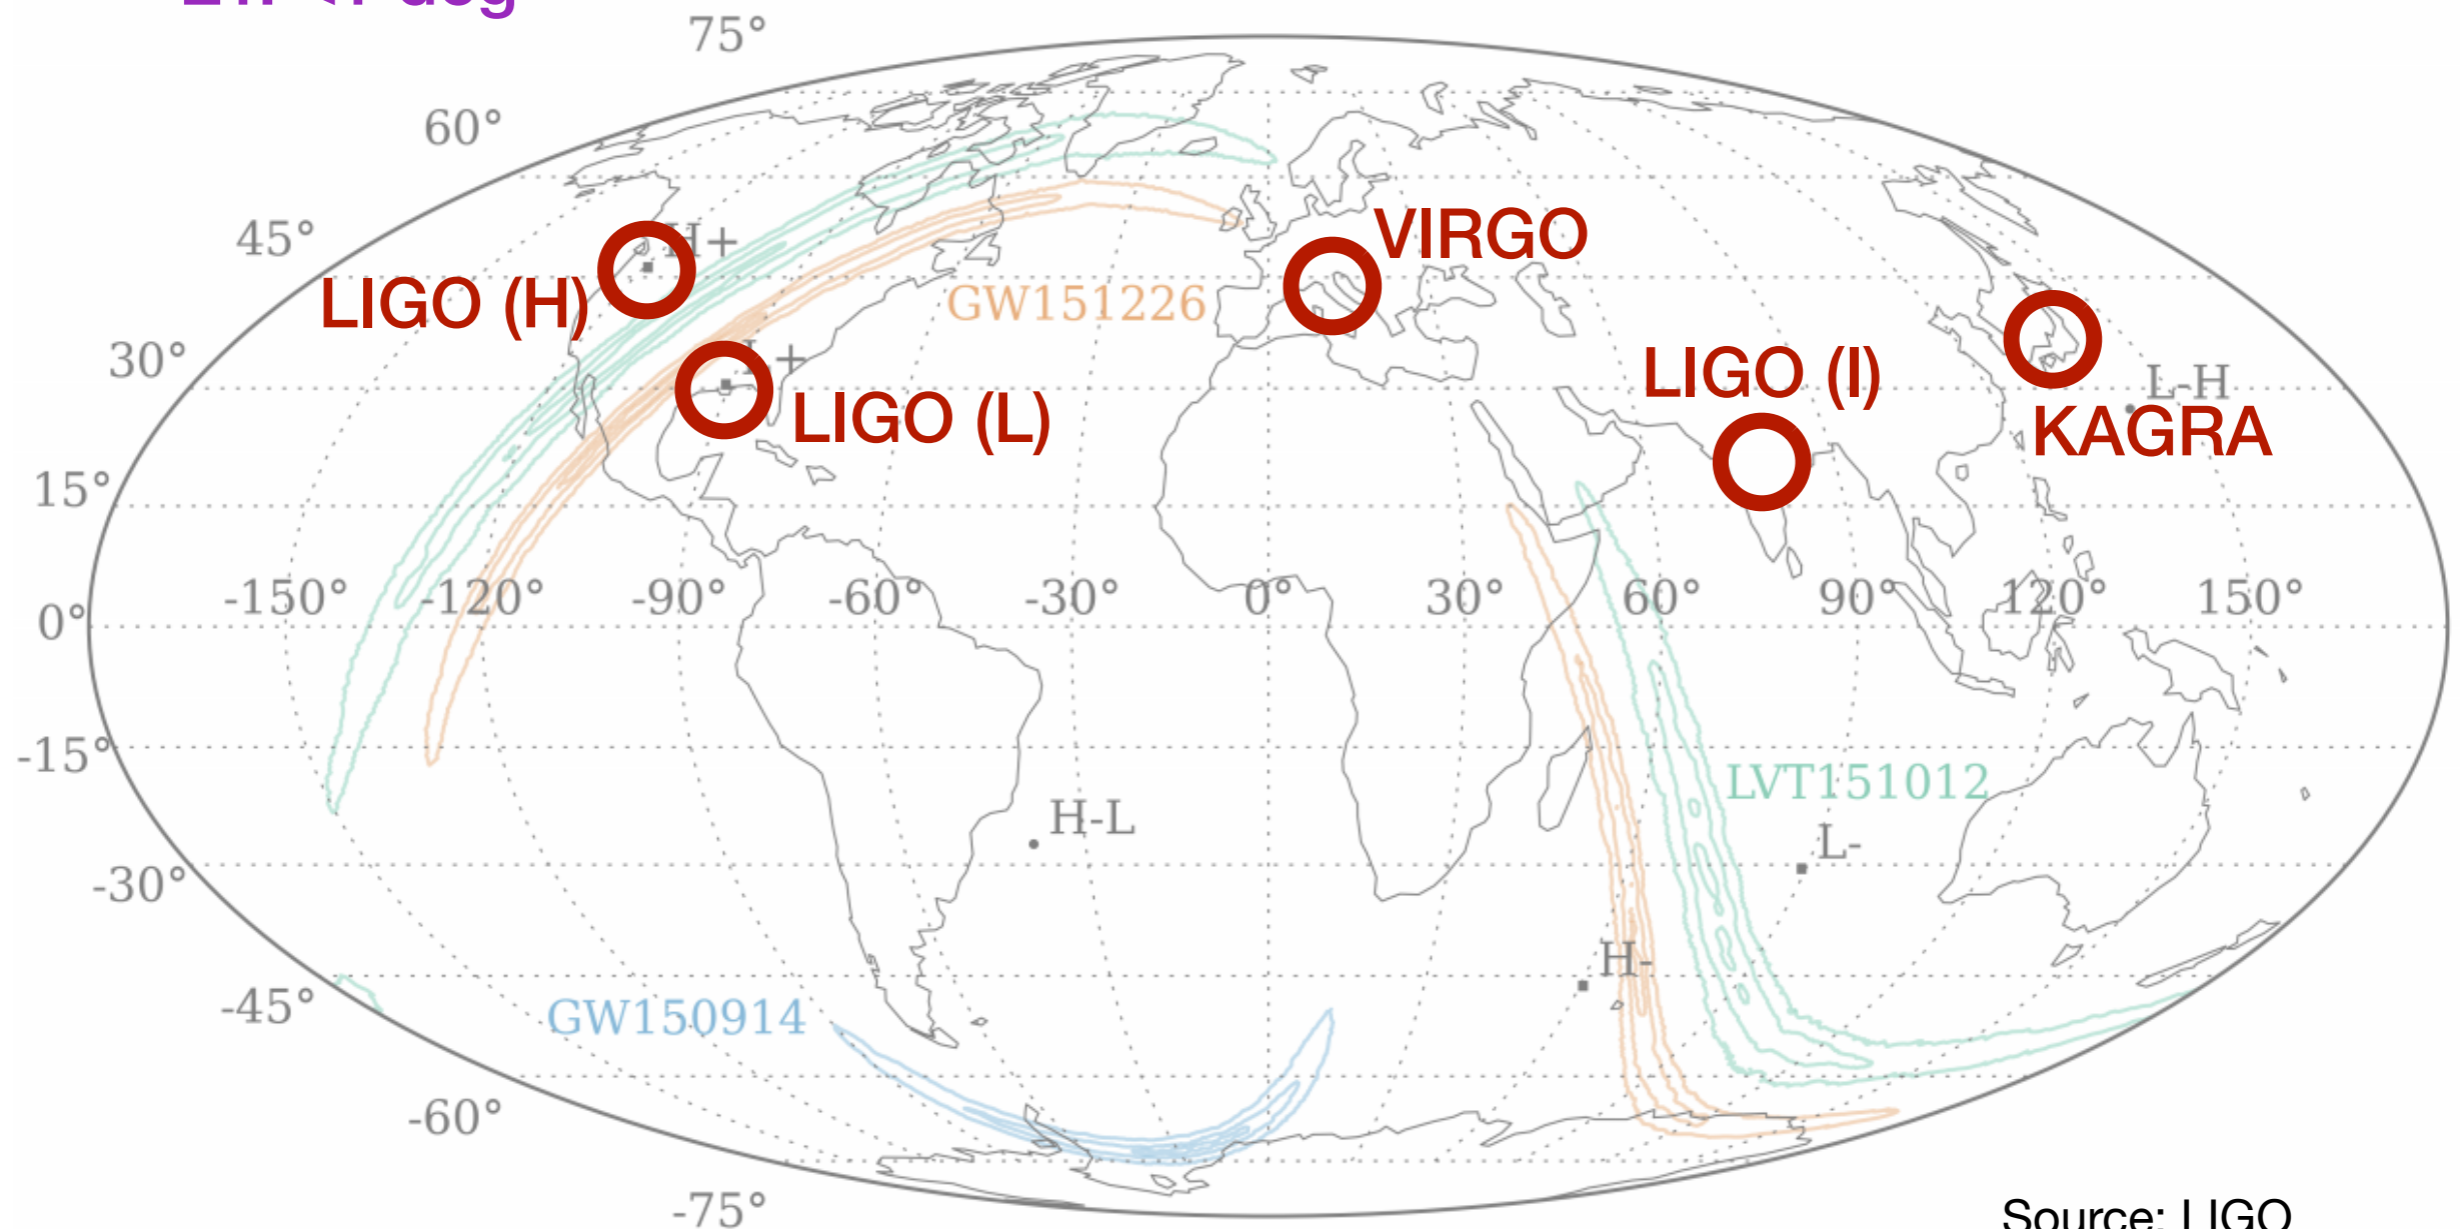 75°
60°
45°
H+
VIRGO
LIGO (H)
GW151226
30°
L+
LIGO (I)
L-H
LIGO (L)
KAGRA
15°
-150° -120° -90° -60° -30° 0° 30° 60° 90° 120° 150°
0°
-15°
LVT151012
H-L
L-
-30°
H-
-45°
GW150914
-60°
-75°
Source: LIGO